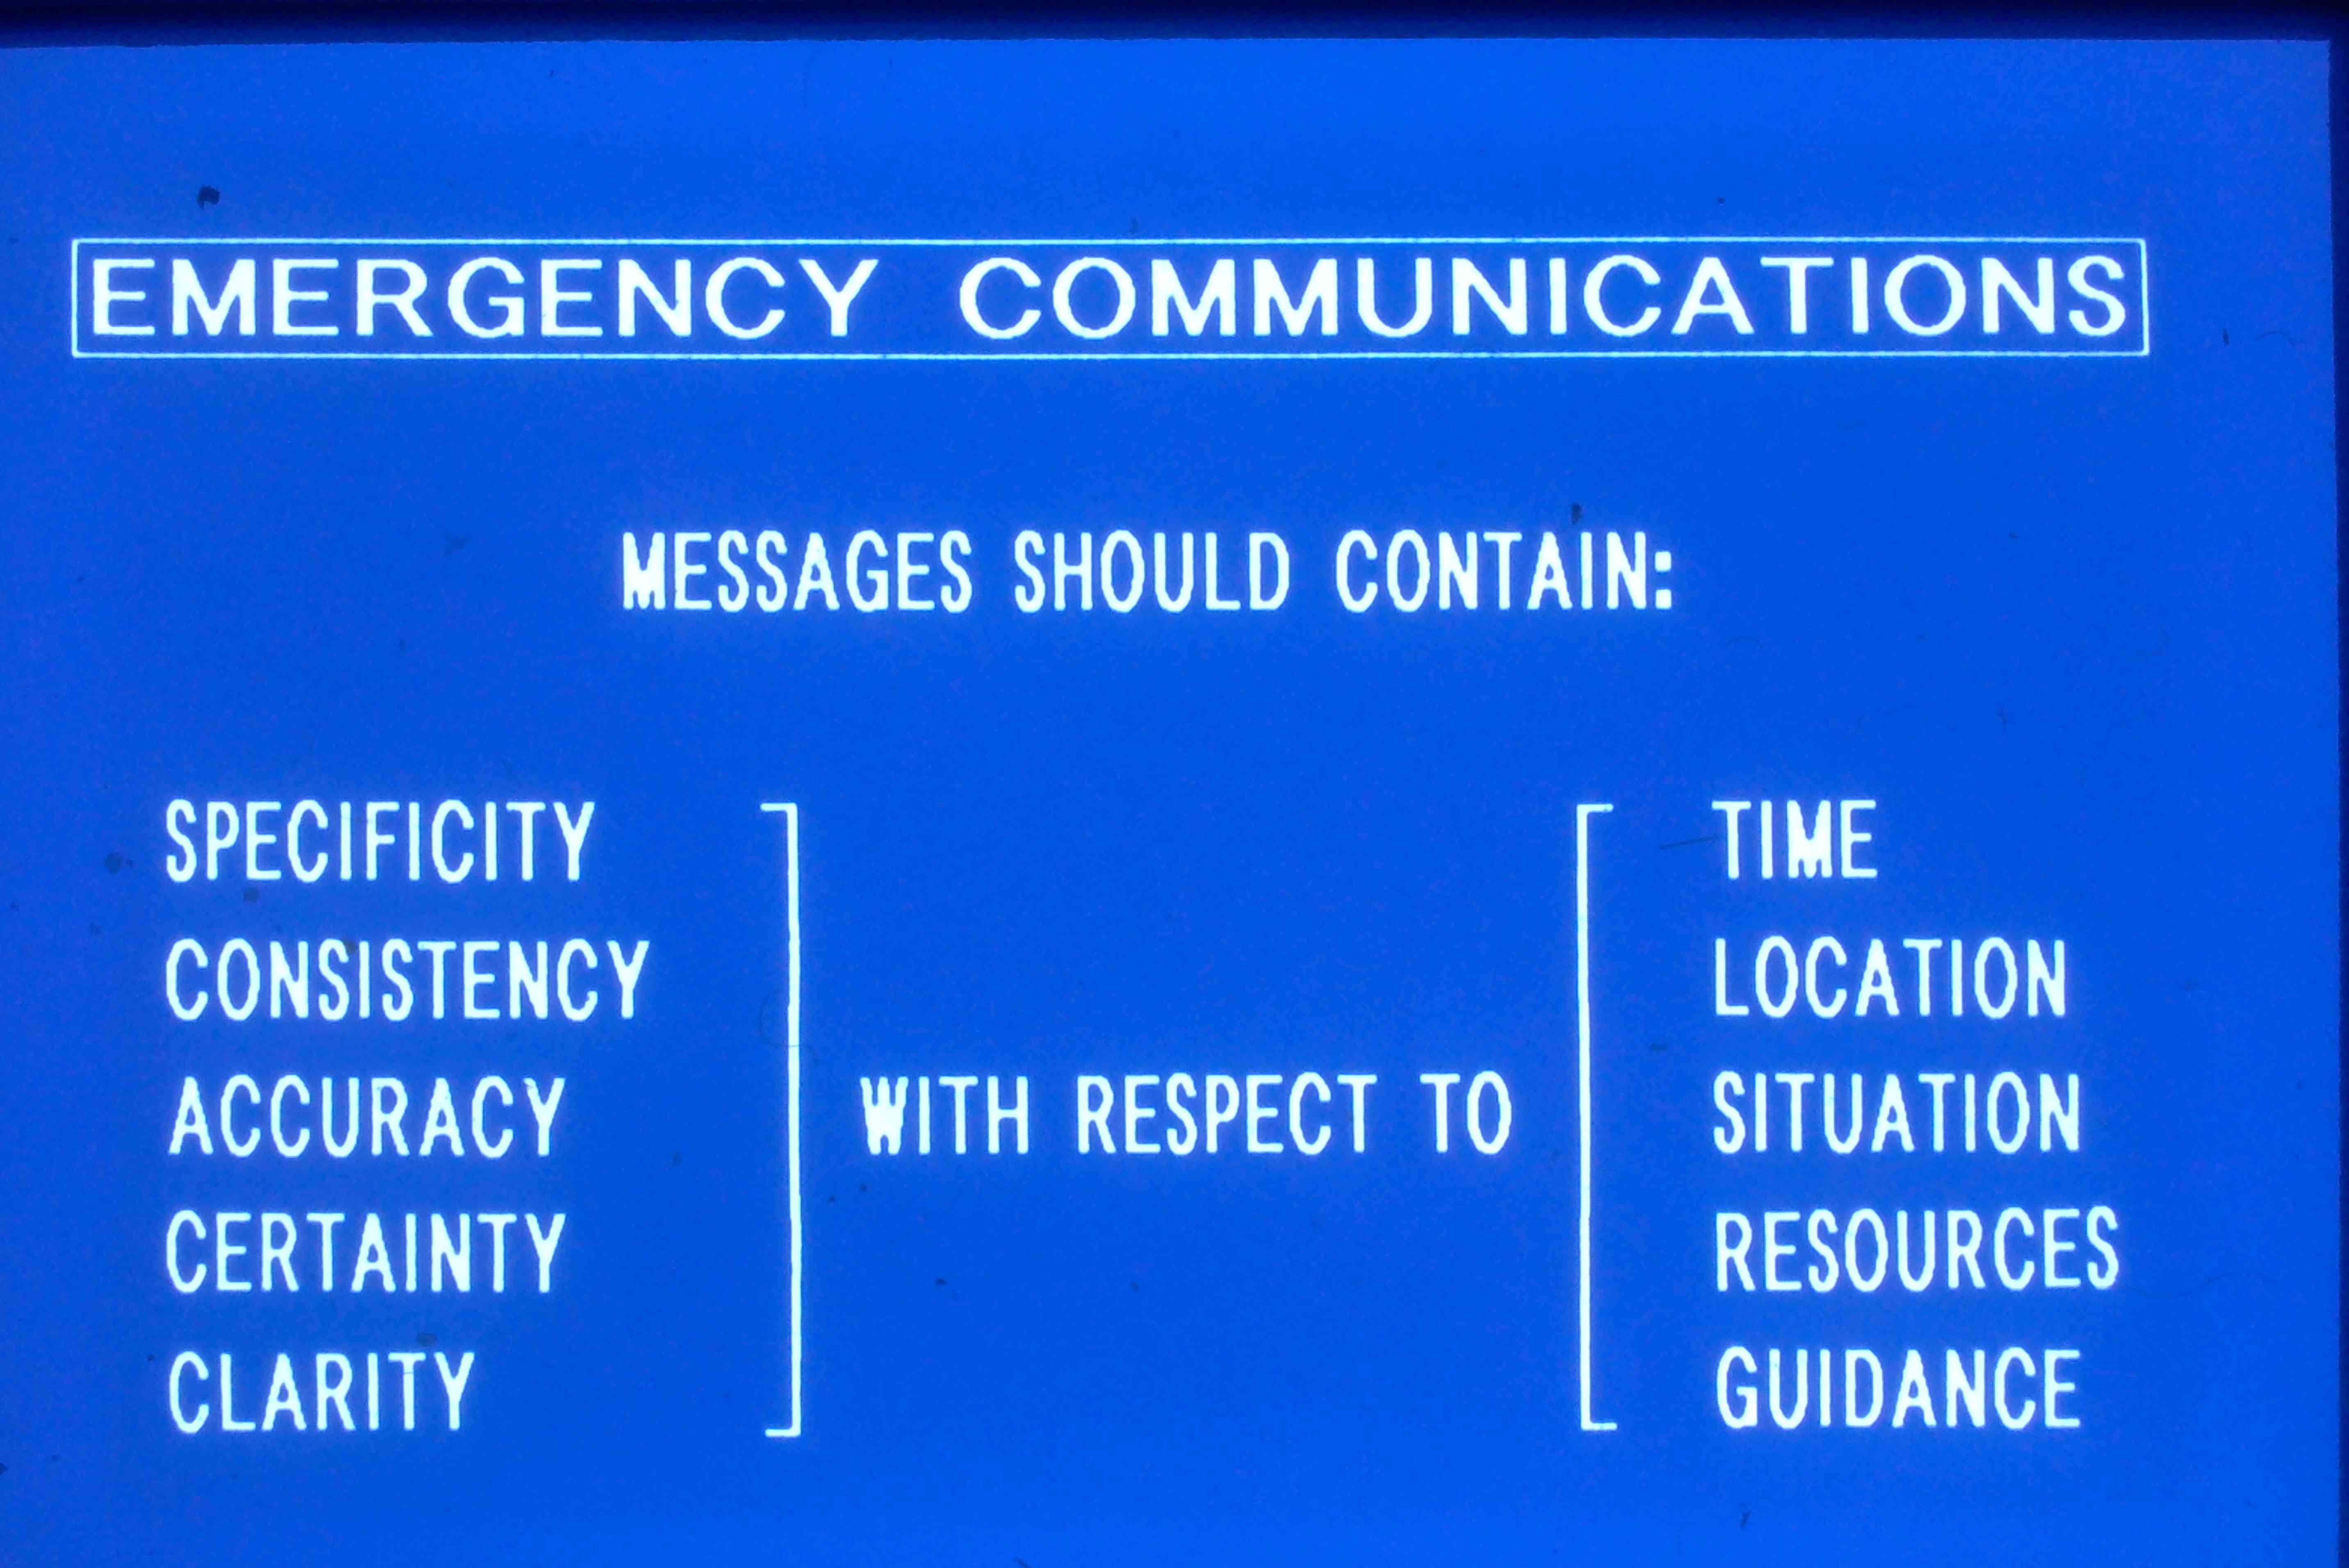 EMERGENCY COMMUNICATIONS
MESSAGES SHOULD CONTAIN:
SPECIFICITY
CONSISTENCY
ACCURACY
CERTAINTY
CLARITY
WITH RESPECT TO
TIME
LOCATION
SITUATION
RESOURCES
GUIDANCE